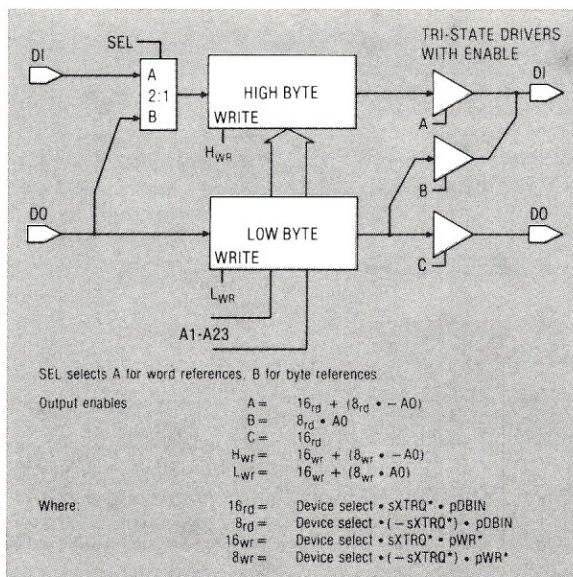 SEL
TRI-STATE DRIVERS
WITH ENABLE
DI
A
2:1
B
HIGH BYTE
WRITE
H_WR
A
DI
B
DO
LOW BYTE
WRITE
L_WR
C
DO
A1-A23
SEL selects A for word references, B for byte references
Output enables
A = 16rd + (8rd • − A0)
B = 8rd • A0
C = 16rd
Hwr = 16wr + (8wr • −A0)
Lwr = 16wr + (8wr • A0)
Where:
16rd = Device select • sXTRQ* • pDBIN
8rd = Device select •(−sXTRQ*) • pDBIN
16wr = Device select • sXTRQ* • pWR*
8wr = Device select •(−sXTRQ*) • pWR*